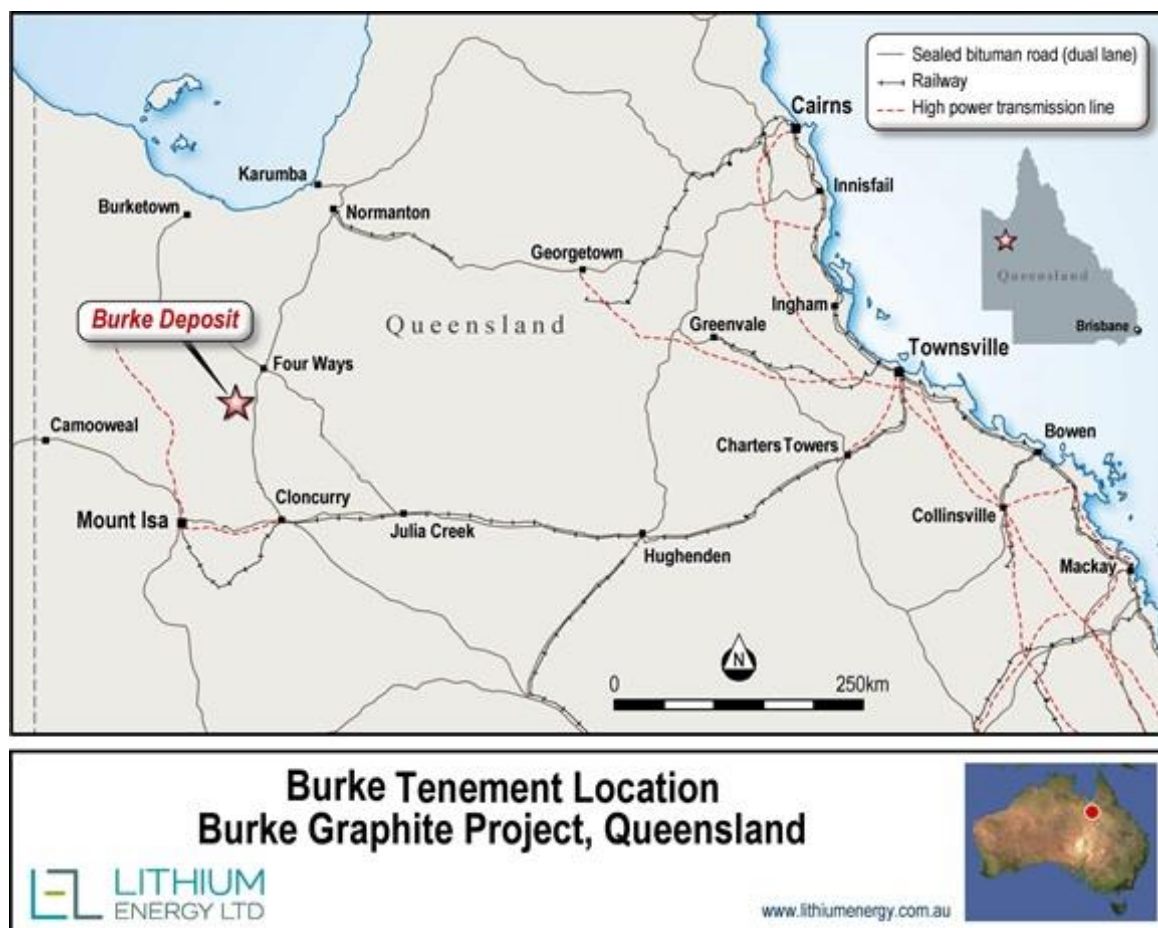 Sealed bituman road (dual lane)
Railway
High power transmission line
Cairns
Karumba
Innisfail
Burketown
Normanton
Georgetown
Queensland
Burke Deposit
Ingham
Queensland
Greenvale
Brisbane
Townsville
Four Ways
Camooweal
Charters Towers
Bowen
Mount Isa
Cloncurry
Julia Creek
Collinsville
Hughenden
Mackay
N
0
250km
Burke Tenement Location
Burke Graphite Project, Queensland
LEL
LITHIUM
ENERGY LTD
www.lithiumenergy.com.au